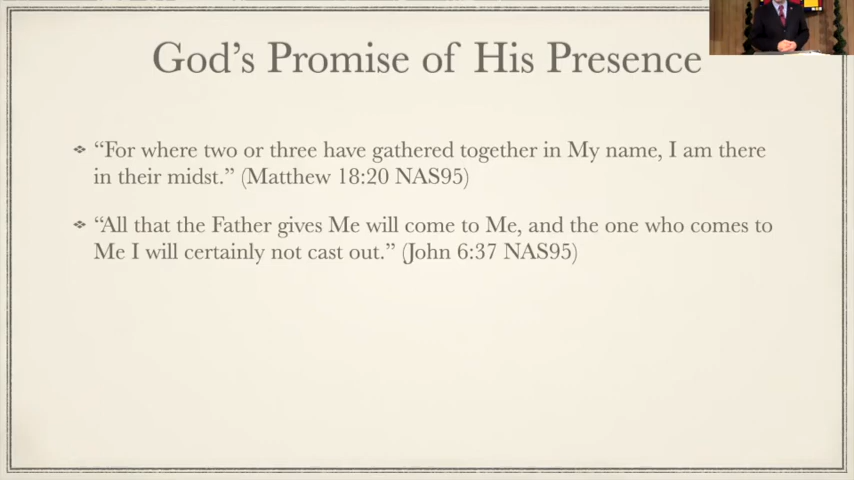 God’s Promise of His Presence
“For where two or three have gathered together in My name, I am there
in their midst.” (Matthew 18:20 NAS95)
“All that the Father gives Me will come to Me, and the one who comes to
Me I will certainly not cast out.” (John 6:37 NAS95)